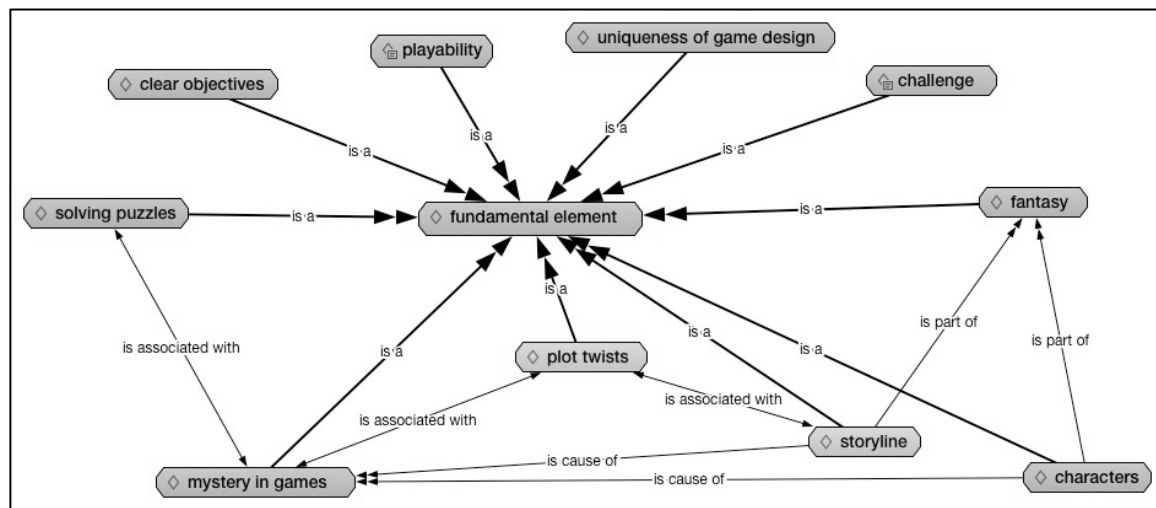 uniqueness of game design
playability
challenge
clear objectives
is a
is a
is a
is a
solving puzzles
is a
fundamental element
is a
fantasy
is a
is part of
is associated with
is a
is a
is a
is part of
plot twists
is associated with
is associated with
storyline
is cause of
mystery in games
is cause of
characters